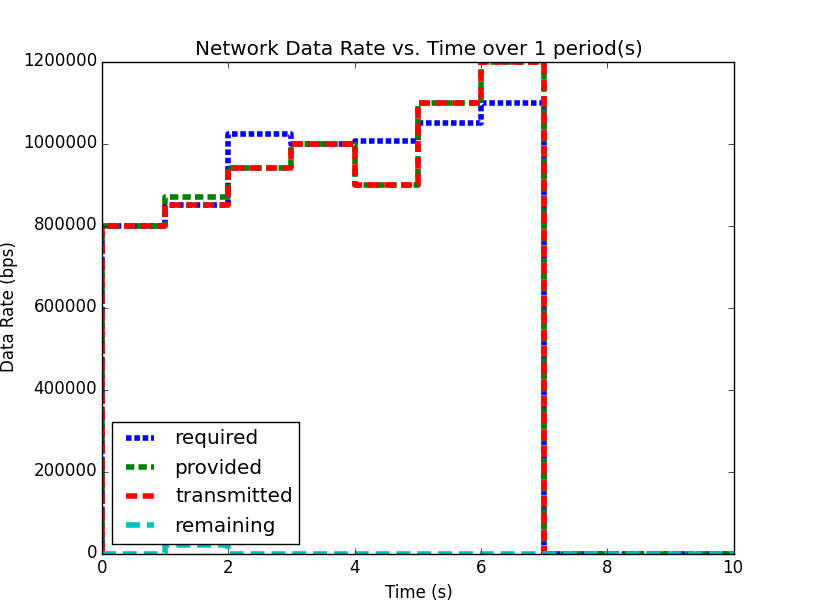 Network Data Rate vs. Time over 1 period(s)
1200000
1000000
800000
600000
400000
200000
0
Data Rate (bps)
required
provided
transmitted
remaining
0 2 4 6 8 10
Time (s)